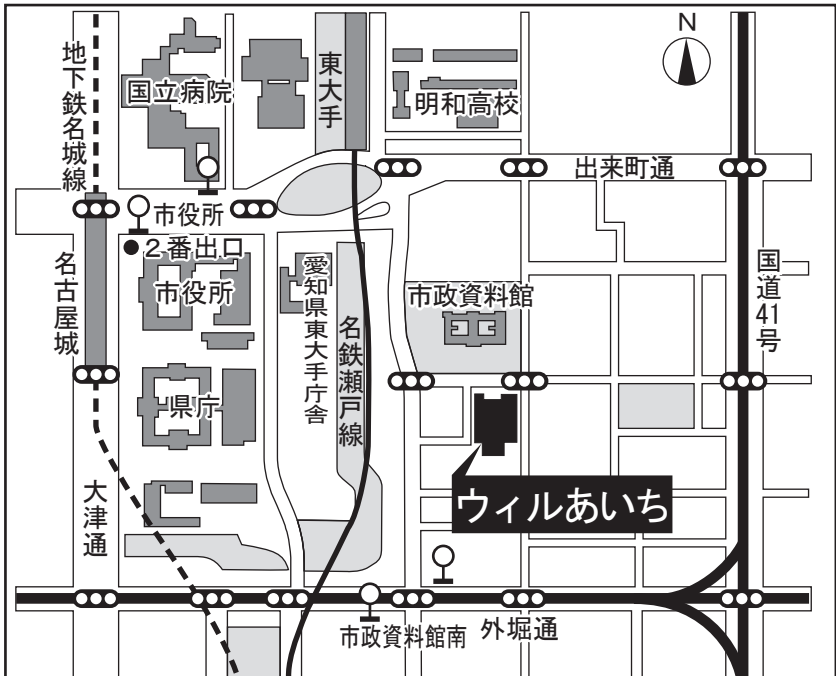 N
地下鉄名城線
国立病院
東大手
明和高校
出来町通
市役所
●2番出口
市役所
名古屋城
愛知県東大手庁舎
名鉄瀬戸線
市政資料館
国道41号
県庁
大津通
ウィルあいち
市政資料館南
外堀通